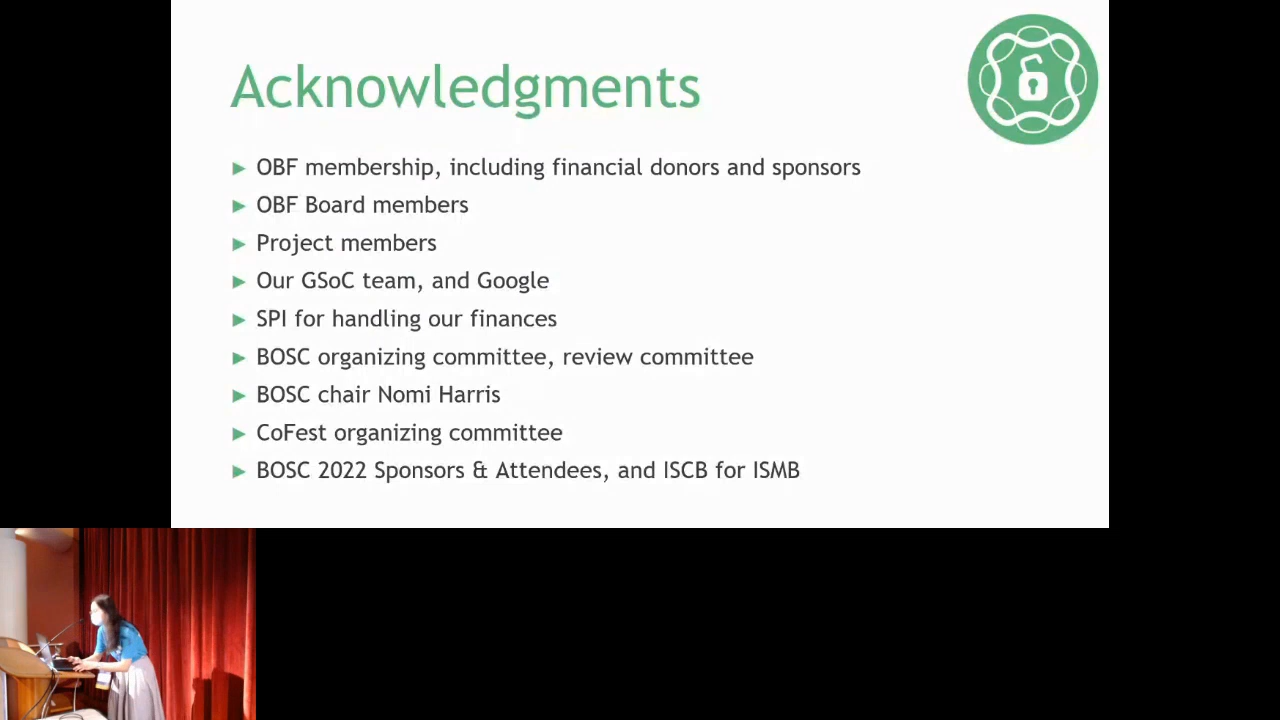 Acknowledgments
OBF membership, including financial donors and sponsors
OBF Board members
Project members
Our GSoC team, and Google
SPI for handling our finances
BOSC organizing committee, review committee
BOSC chair Nomi Harris
CoFest organizing committee
BOSC 2022 Sponsors & Attendees, and ISCB for ISMB